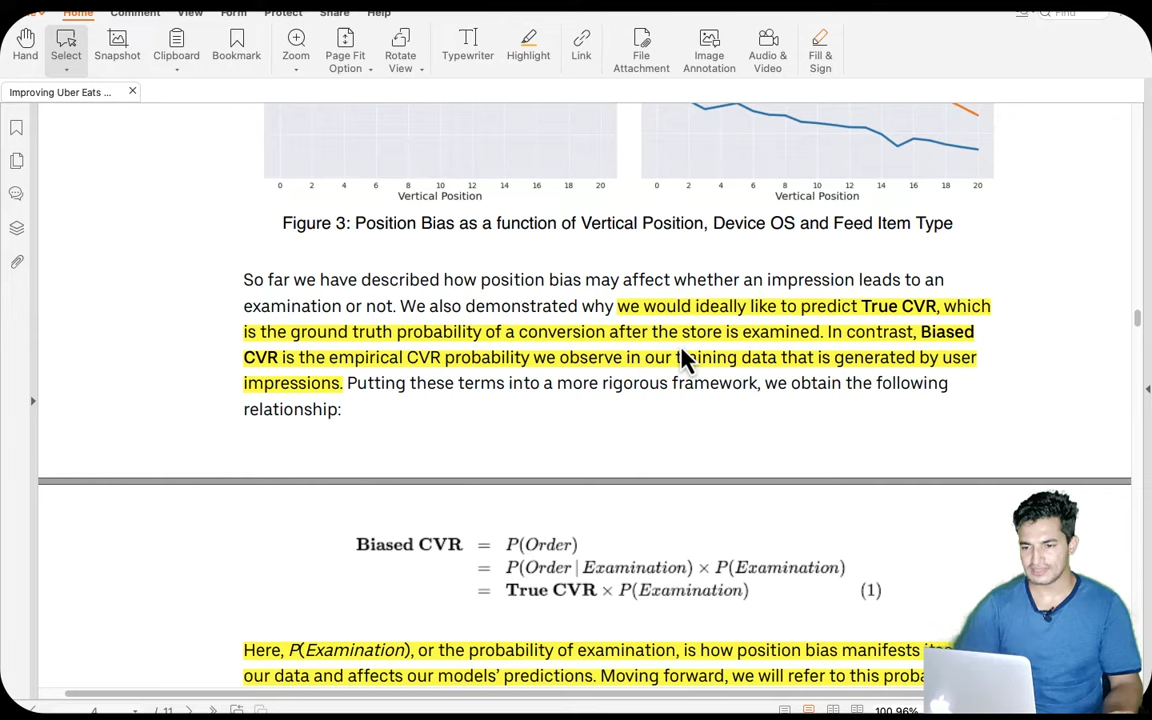 Home Comment View Form Protect Share Help
Find
Hand Select Snapshot Clipboard Bookmark Zoom Page Fit Option Rotate View Typewriter Highlight Link File Attachment Image Annotation Audio & Video Fill & Sign
Improving Uber Eats ...
0 2 4 6 8 10 12 14 16 18 20
Vertical Position
0 2 4 6 8 10 12 14 16 18 20
Vertical Position
Figure 3: Position Bias as a function of Vertical Position, Device OS and Feed Item Type
So far we have described how position bias may affect whether an impression leads to an
examination or not. We also demonstrated why we would ideally like to predict True CVR, which
is the ground truth probability of a conversion after the store is examined. In contrast, Biased
CVR is the empirical CVR probability we observe in our training data that is generated by user
impressions. Putting these terms into a more rigorous framework, we obtain the following
relationship:
Biased CVR = P(Order)
= P(Order | Examination) × P(Examination)
= True CVR × P(Examination) (1)
Here, P(Examination), or the probability of examination, is how position bias manifests
our data and affects our models' predictions. Moving forward, we will refer to this
4 / 11 100.96%